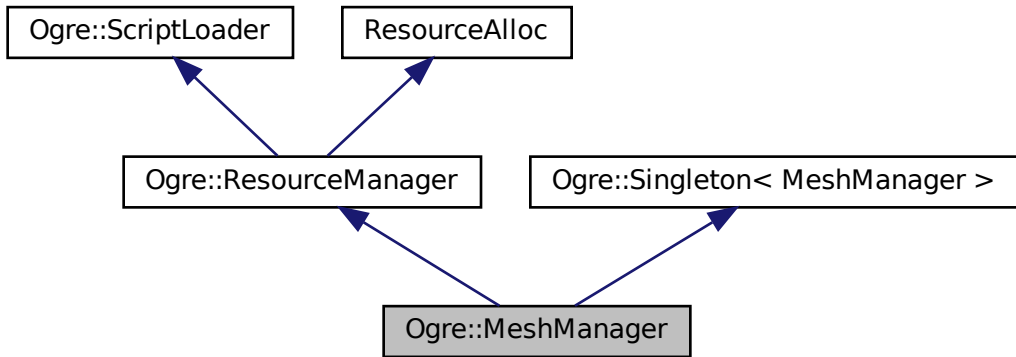 Ogre::ScriptLoader
ResourceAlloc
Ogre::ResourceManager
Ogre::Singleton< MeshManager >
Ogre::MeshManager